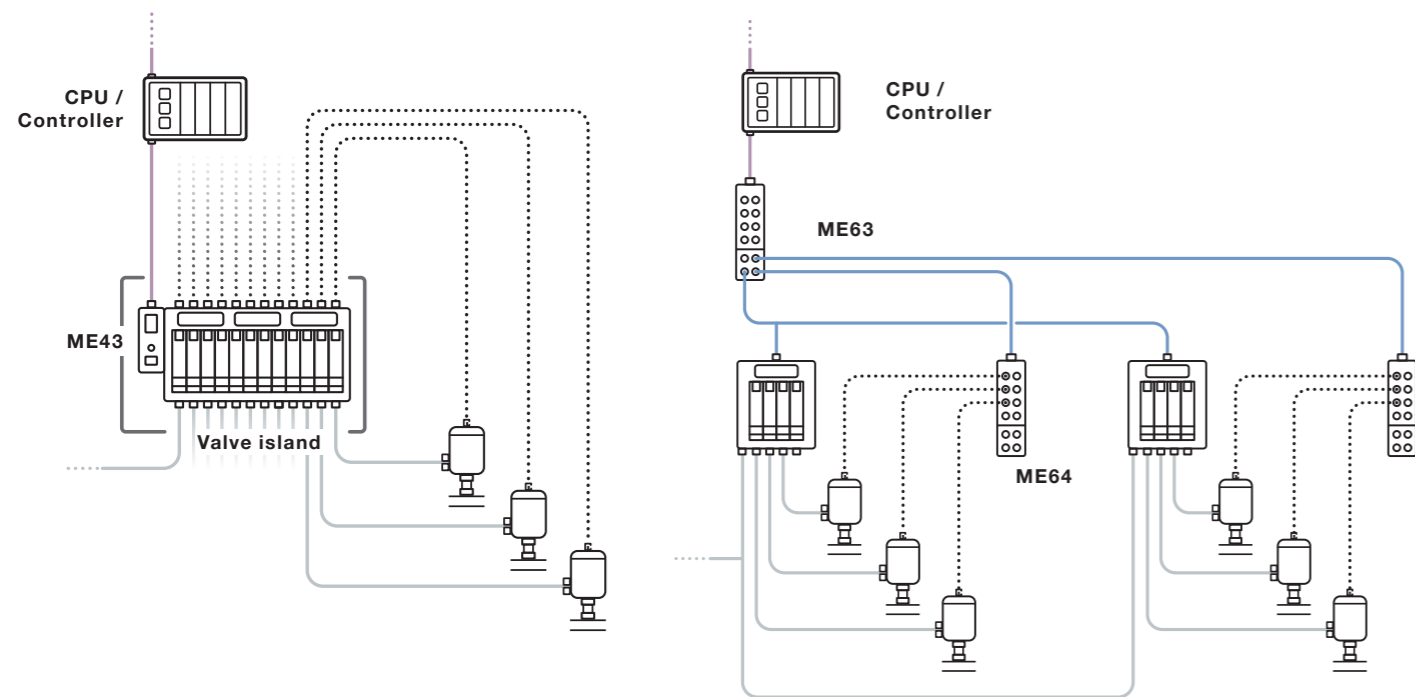 CPU /
Controller
ME43
Valve island
CPU /
Controller
ME63
ME64